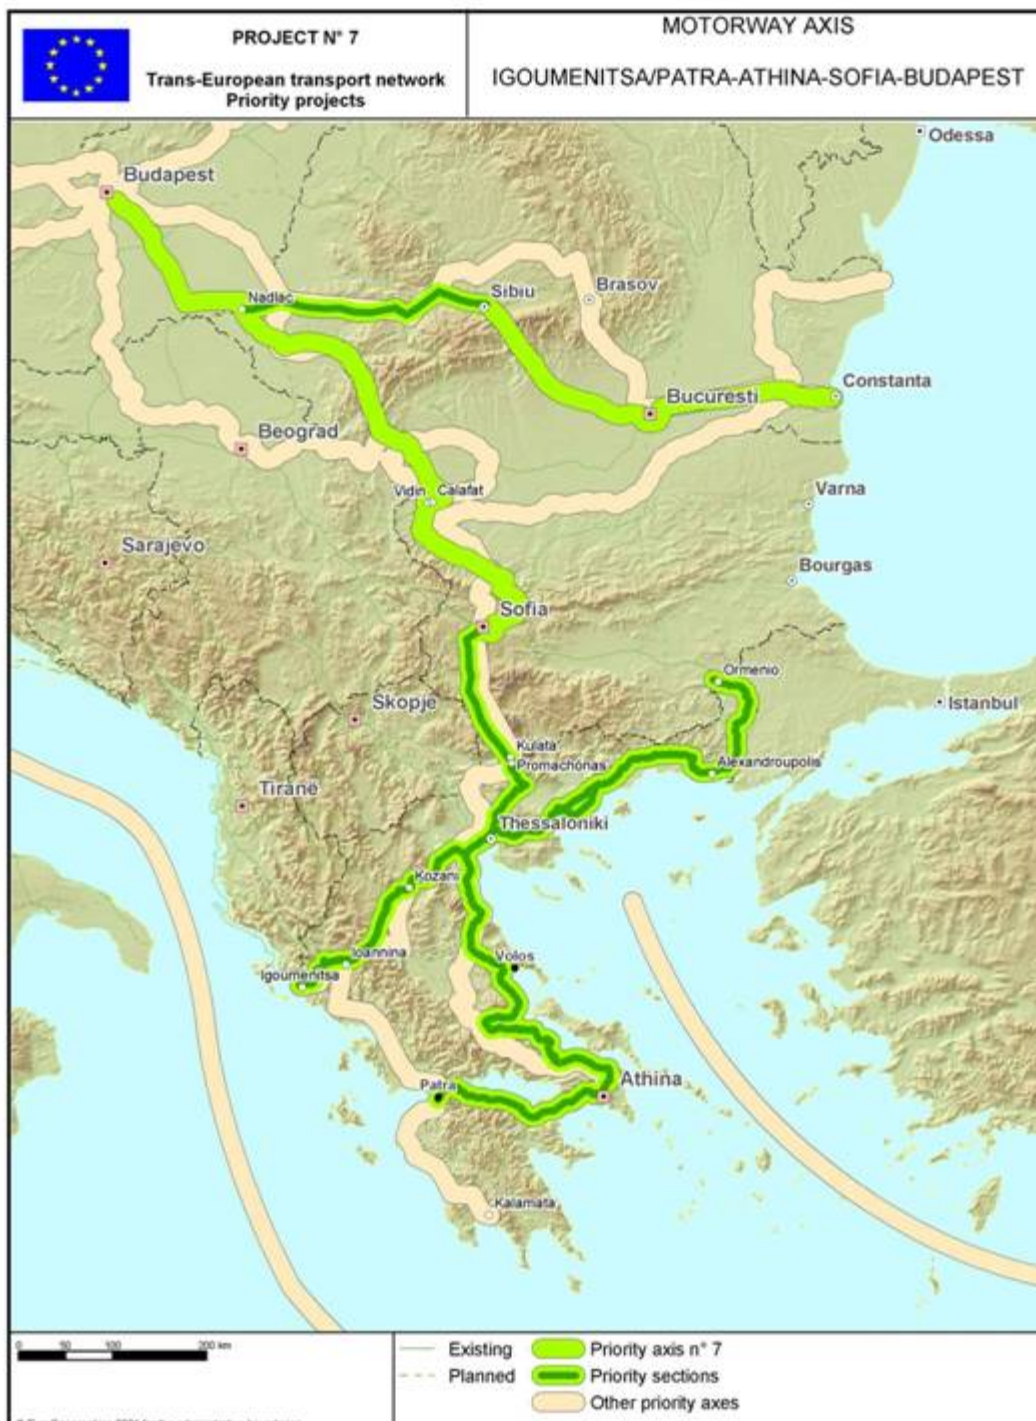 PROJECT N° 7
Trans-European transport network
Priority projects
MOTORWAY AXIS
IGOUMENITSA/PATRA-ATHINA-SOFIA-BUDAPEST
Odessa
Budapest
Nadlac
Sibiu
Brasov
Constanta
Bucuresti
Beograd
Vidin
Calafat
Varna
Sarajevo
Bourgas
Sofia
Ormenio
Skopje
Istanbul
Kulata
Promachonas
Alexandroupolis
Tiranë
Thessaloniki
Kozani
Ioannina
Volos
Igoumenitsa
Athina
Patra
Kalamata
0 50 100 200 km
Existing
Planned
Priority axis n° 7
Priority sections
Other priority axes